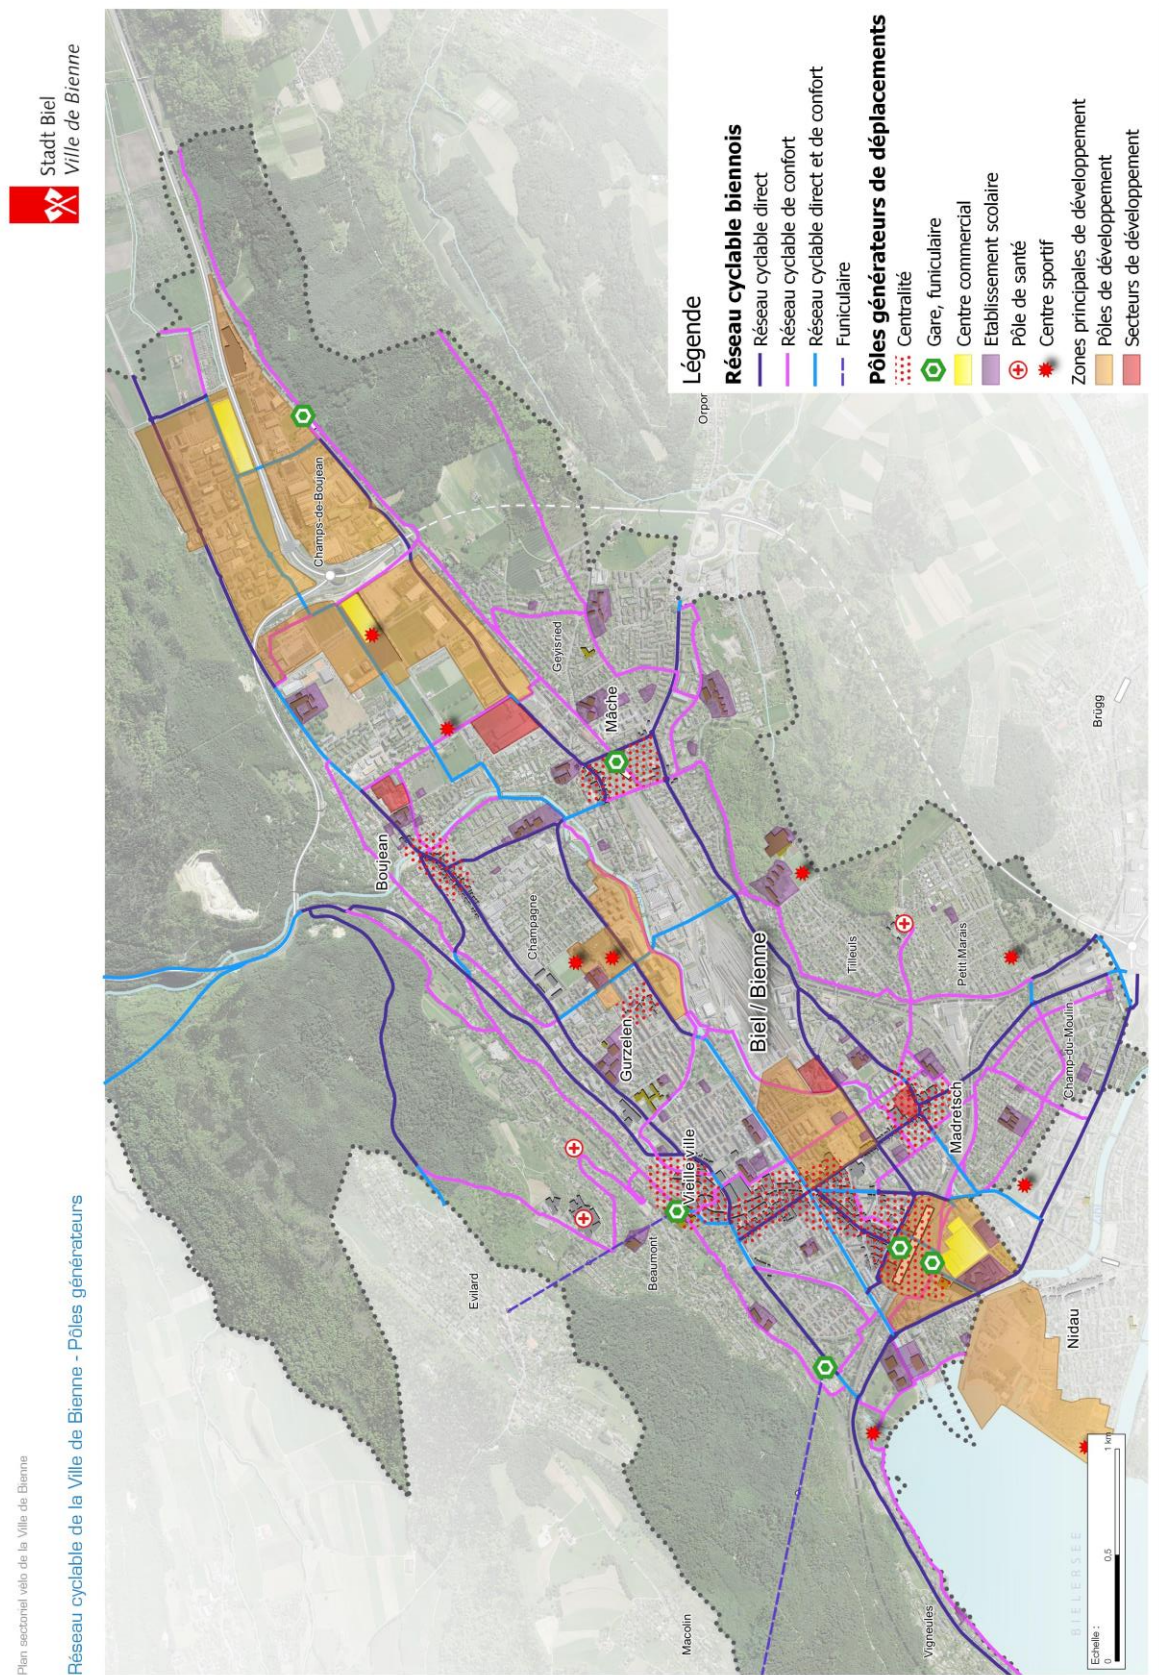 Plan sectoriel vélo de la Ville de Bienne
Réseau cyclable de la Ville de Bienne - Pôles générateurs
Stadt Biel
Ville de Bienne
Champs-de-Boujean
Boujean
Geyisried
Mâche
Orpor
Champagne
Evilard
Gurzelen
Biel / Bienne
Tilleuls
Brügg
Beaumont
Vieille ville
Petit Marais
Macolin
Madretsch
Champ-du-Moulin
Vigneules
Nidau
BIELERSEE
Echelle :
0
0.5
1 km
Légende
Réseau cyclable biennois
Réseau cyclable direct
Réseau cyclable de confort
Réseau cyclable direct et de confort
Funiculaire
Pôles générateurs de déplacements
Centralité
Gare, funiculaire
Centre commercial
Etablissement scolaire
Pôle de santé
Centre sportif
Zones principales de développement
Pôles de développement
Secteurs de développement